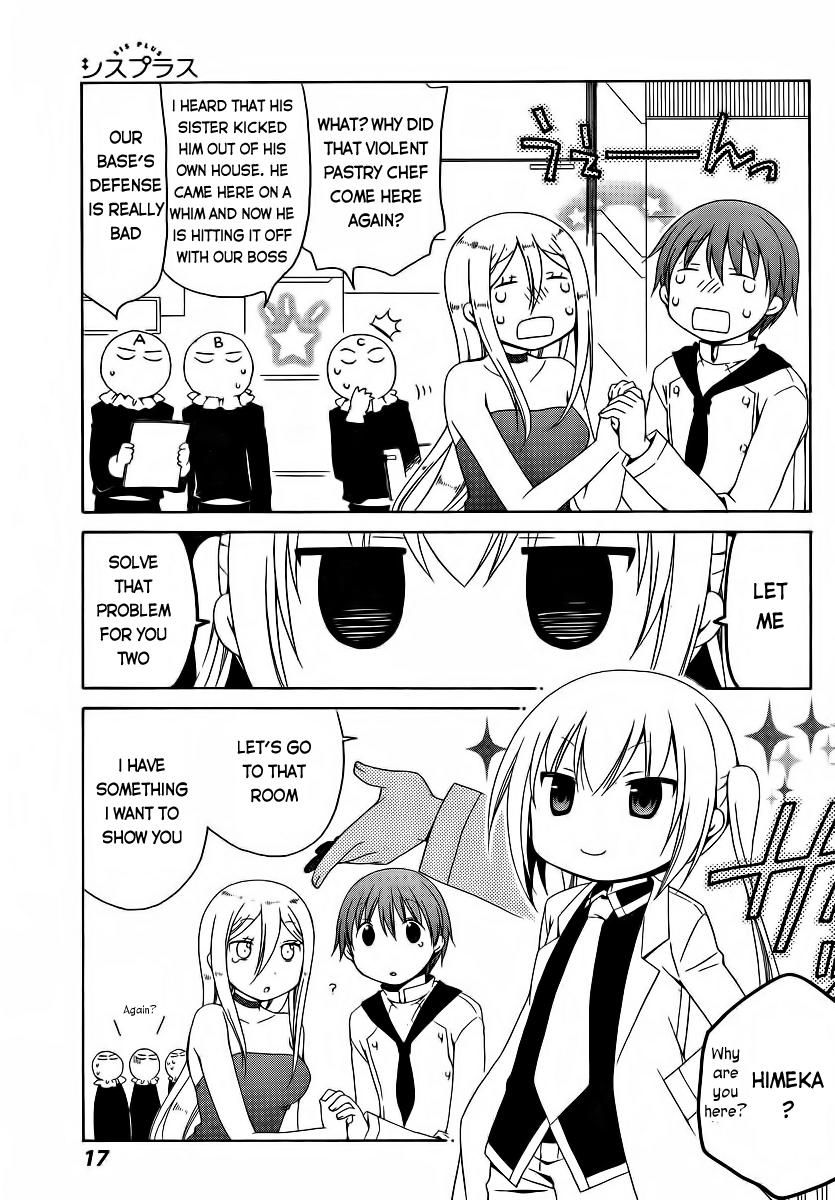 SIS PLUS
シスプラス
うえーんっ
WHAT? WHY DID
THAT VIOLENT
PASTRY CHEF
COME HERE
AGAIN?
I HEARD THAT HIS
SISTER KICKED
HIM OUT OF HIS
OWN HOUSE. HE
CAME HERE ON A
WHIM AND NOW HE
IS HITTING IT OFF
WITH OUR BOSS
OUR
BASE'S
DEFENSE
IS REALLY
BAD
A
B
C
LET
ME
SOLVE
THAT
PROBLEM
FOR YOU
TWO
LET'S GO
TO THAT
ROOM
I HAVE
SOMETHING
I WANT TO
SHOW YOU
HIMEKA
?
Why
are
you
here?
?
Again?
17